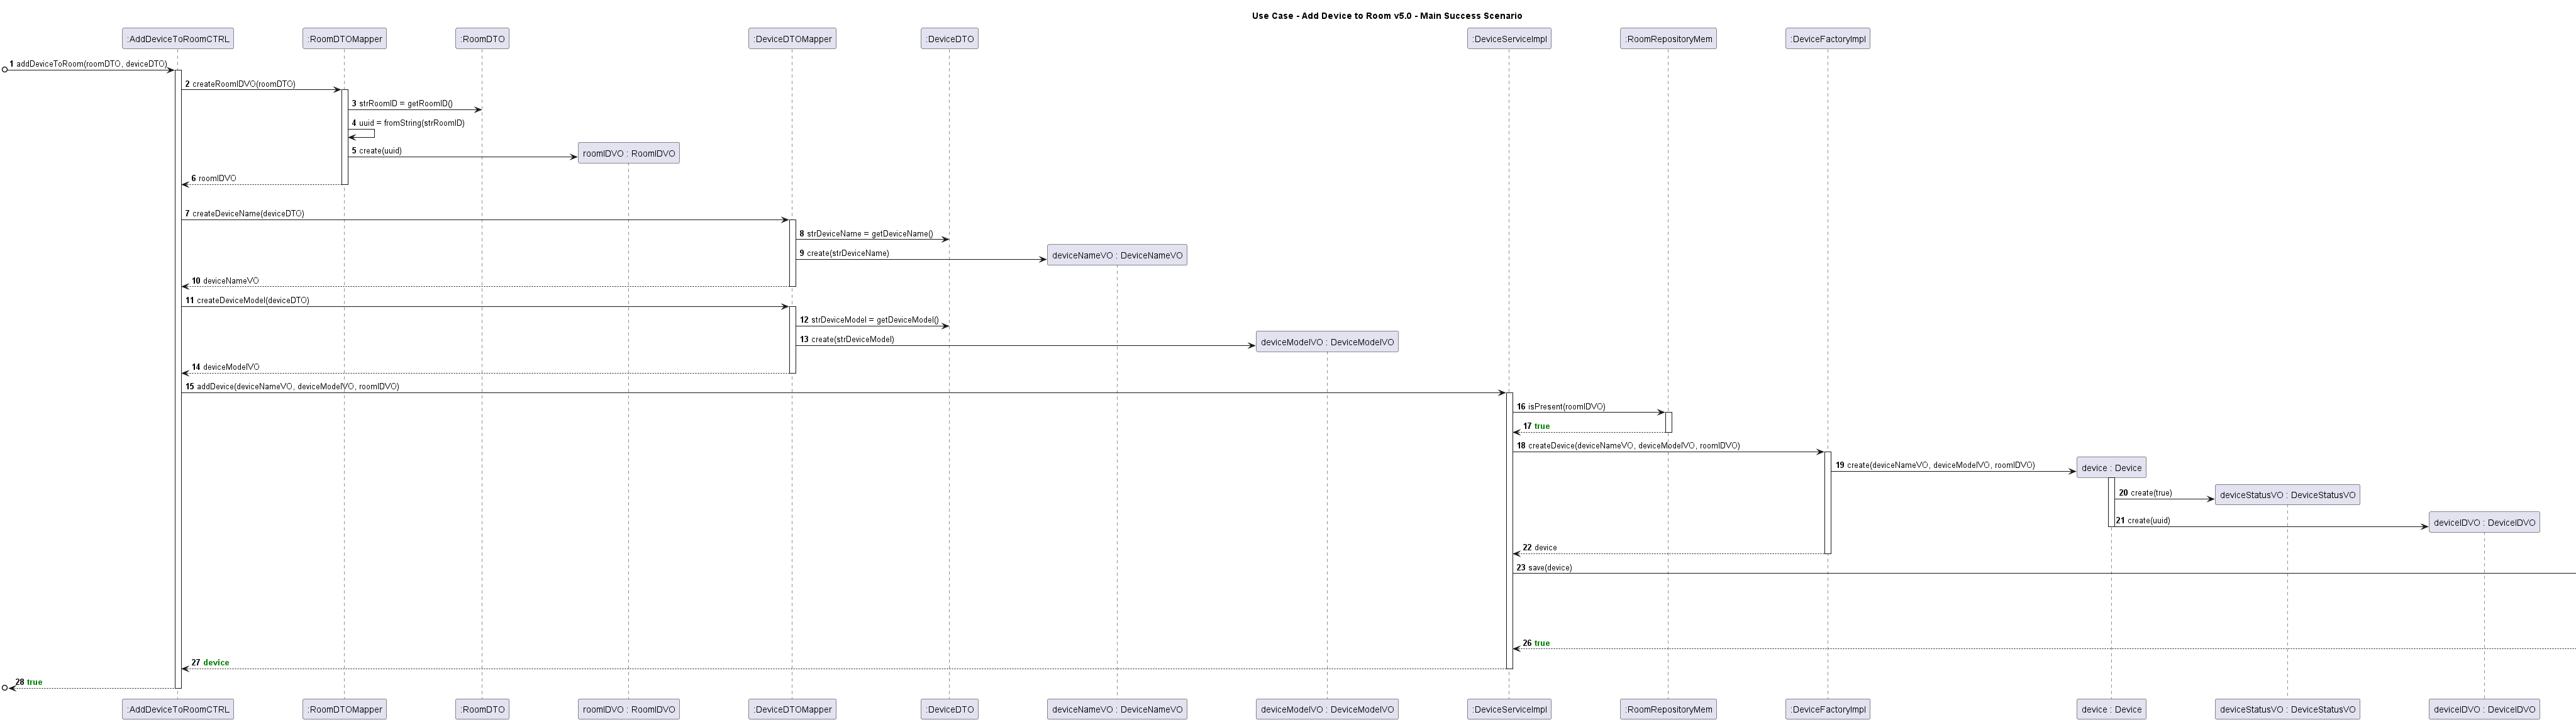 Use Case - Add Device to Room v5.0 - Main Success Scenario
:AddDeviceToRoomCTRL :RoomDTOMapper :RoomDTO :DeviceDTOMapper :DeviceDTO :DeviceServiceImpl :RoomRepositoryMem :DeviceFactoryImpl
1 addDeviceToRoom(roomDTO, deviceDTO)
2 createRoomIDVO(roomDTO)
3 strRoomID = getRoomID()
4 uuid = fromString(strRoomID)
5 create(uuid)
roomIDVO : RoomIDVO
6 roomIDVO
7 createDeviceName(deviceDTO)
8 strDeviceName = getDeviceName()
9 create(strDeviceName)
deviceNameVO : DeviceNameVO
10 deviceNameVO
11 createDeviceModel(deviceDTO)
12 strDeviceModel = getDeviceModel()
13 create(strDeviceModel)
deviceModelVO : DeviceModelVO
14 deviceModelVO
15 addDevice(deviceNameVO, deviceModelVO, roomIDVO)
16 isPresent(roomIDVO)
17 true
18 createDevice(deviceNameVO, deviceModelVO, roomIDVO)
19 create(deviceNameVO, deviceModelVO, roomIDVO)
device : Device
20 create(true)
deviceStatusVO : DeviceStatusVO
21 create(uuid)
deviceIDVO : DeviceIDVO
22 device
23 save(device)
26 true
27 device
28 true
:AddDeviceToRoomCTRL :RoomDTOMapper :RoomDTO roomIDVO : RoomIDVO :DeviceDTOMapper :DeviceDTO deviceNameVO : DeviceNameVO deviceModelVO : DeviceModelVO :DeviceServiceImpl :RoomRepositoryMem :DeviceFactoryImpl device : Device deviceStatusVO : DeviceStatusVO deviceIDVO : DeviceIDVO